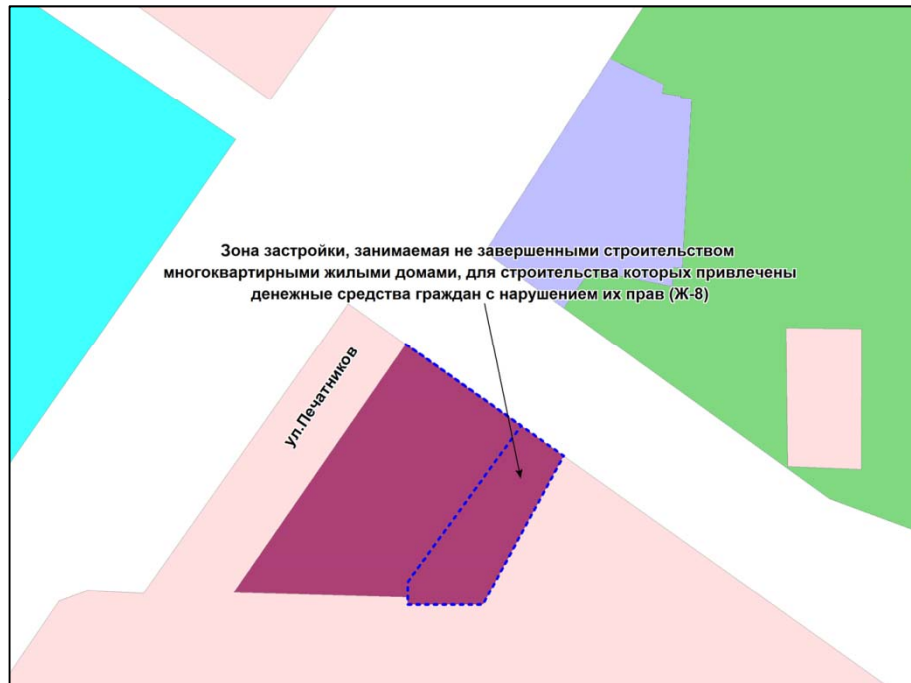 Зона застройки, занимаемая не завершенными строительством
многоквартирными жилыми домами, для строительства которых привлечены
денежные средства граждан с нарушением их прав (Ж-8)
ул.Печатников